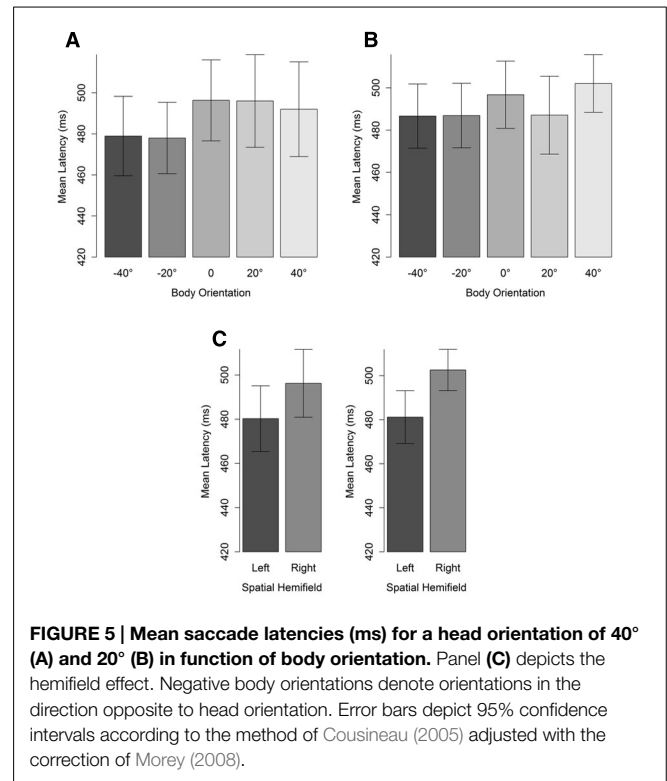 A
B
Mean Latency (ms)
420 440 460 480 500
-40° -20° 0 20° 40°
Body Orientation
Mean Latency (ms)
420 440 460 480 500
-40° -20° 0° 20° 40°
Body Orientation
C
Mean Latency (ms)
420 440 460 480 500
Left Right
Spatial Hemifield
Mean Latency (ms)
420 440 460 480 500
Left Right
Spatial Hemifield
FIGURE 5 | Mean saccade latencies (ms) for a head orientation of 40°
(A) and 20° (B) in function of body orientation. Panel (C) depicts the
hemifield effect. Negative body orientations denote orientations in the
direction opposite to head orientation. Error bars depict 95% confidence
intervals according to the method of Cousineau (2005) adjusted with the
correction of Morey (2008).